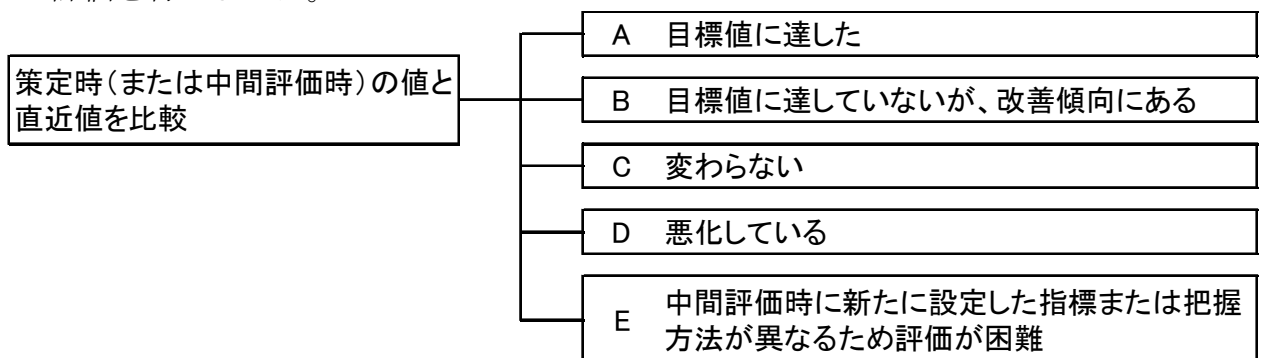 策定時(または中間評価時)の値と
直近値を比較
A 目標値に達した
B 目標値に達していないが、改善傾向にある
C 変わらない
D 悪化している
E 中間評価時に新たに設定した指標または把握
方法が異なるため評価が困難